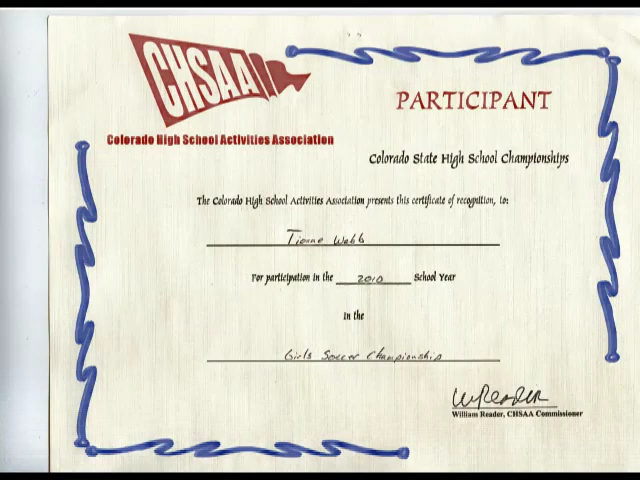 CHSAA
Colorado High School Activities Association
PARTICIPANT
Colorado State High School Championships
The Colorado High School Activities Association presents this certificate of recognition, to:
Tionne Webb
For participation in the 2010 School Year
In the
Girls Soccer Championship
WReader
William Reader, CHSAA Commissioner